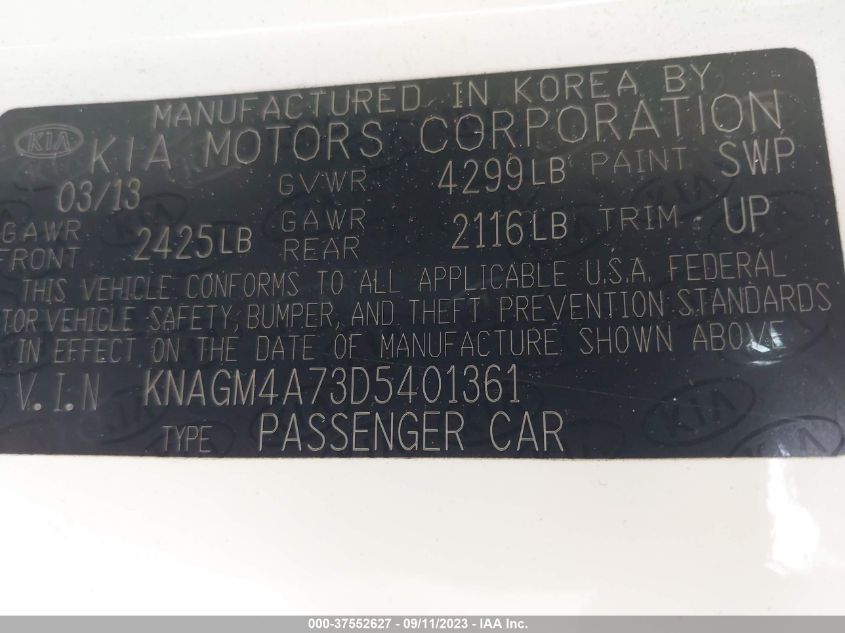 MANUFACTURED IN KOREA BY
KIA KIA MOTORS CORPORATION
03/13 GVWR 4299LB PAINT SWP
GAWR FRONT 2425LB GAWR REAR 2116LB TRIM UP
THIS VEHICLE CONFORMS TO ALL APPLICABLE U.S.A. FEDERAL
TOR VEHICLE SAFETY, BUMPER, AND THEFT PREVENTION STANDARDS
IN EFFECT ON THE DATE OF MANUFACTURE SHOWN ABOVE
V.I.N KNAGM4A73D5401361
TYPE PASSENGER CAR
000-37552627 - 09/11/2023 - IAA Inc.